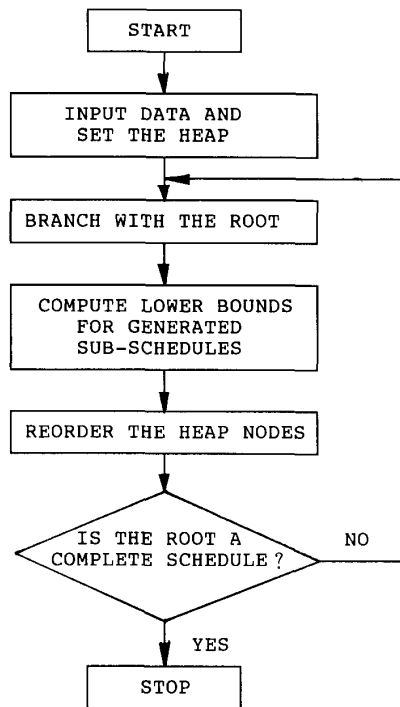 START
INPUT DATA AND
SET THE HEAP
BRANCH WITH THE ROOT
COMPUTE LOWER BOUNDS
FOR GENERATED
SUB-SCHEDULES
REORDER THE HEAP NODES
IS THE ROOT A
COMPLETE SCHEDULE ?
NO
YES
STOP